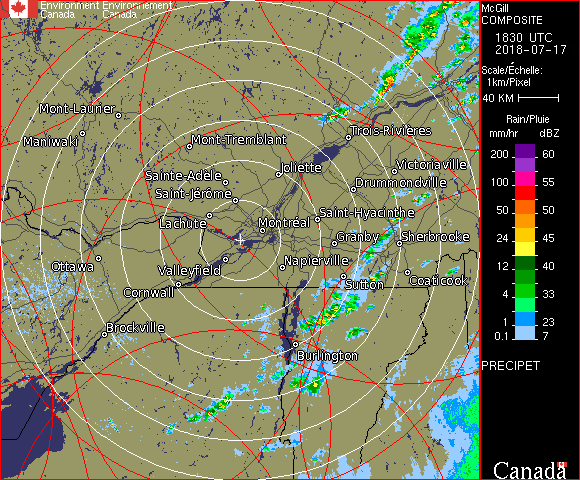 Environment Environnement
Canada Canada
McGill
COMPOSITE
1830 UTC
2018-07-17
Scale/Échelle:
1km/Pixel
40 KM
Rain/Pluie
mm/hr dBZ
200 60
100 55
50 50
24 45
12 40
4 33
1 23
0.1 7
PRECIPET
Canada
Mont-Laurier
Maniwaki
Mont-Tremblant
Trois-Rivières
Joliette
Victoriaville
Sainte-Adèle
Drummondville
Saint-Jérôme
Saint-Hyacinthe
Lachute
Montréal
Granby
Sherbrooke
Ottawa
Valleyfield
Napierville
Sutton
Coaticook
Cornwall
Brockville
Burlington